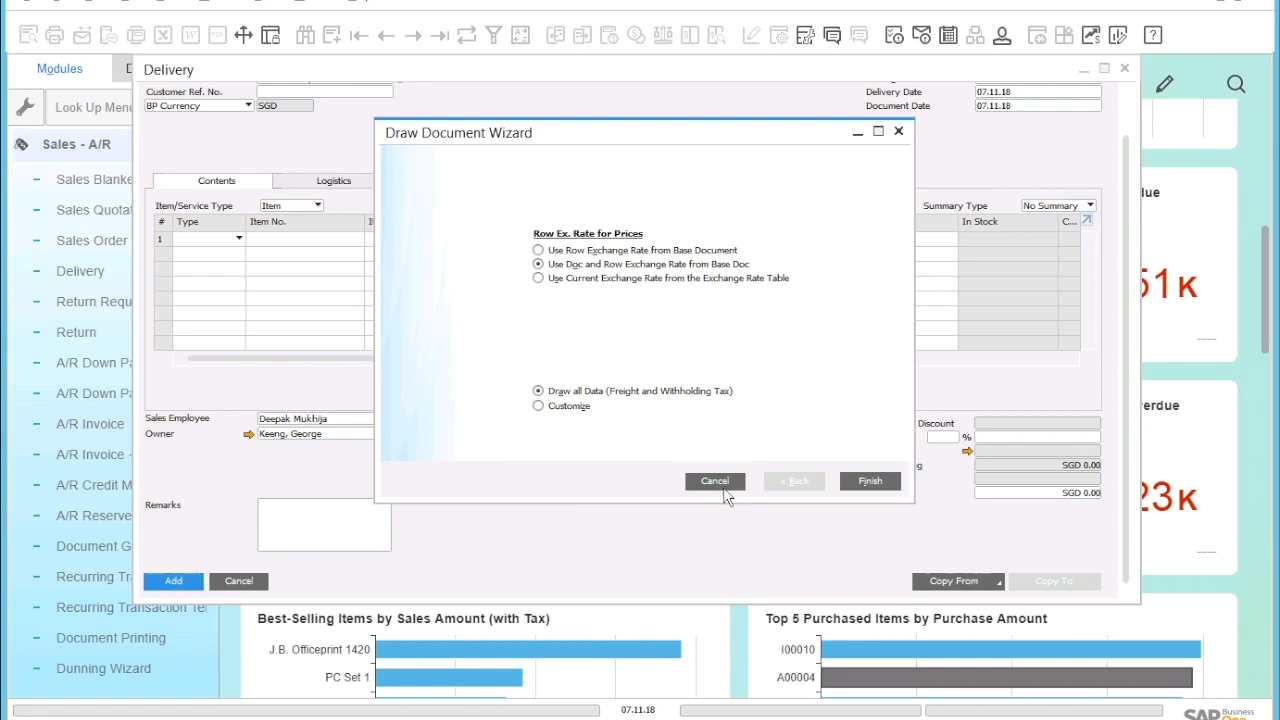 Modules
Delivery
Customer Ref. No.
Delivery Date
07.11.18
BP Currency
SGD
Document Date
07.11.18
Look Up Menu
Sales - A/R
Sales Blanke
Sales Quotat
Sales Order
Delivery
Return Requ
Return
A/R Down Pa
A/R Down Pa
A/R Invoice
A/R Invoice -
A/R Credit M
A/R Reserve
Document G
Recurring Tra
Recurring Transaction Te
Document Printing
Dunning Wizard
Contents
Logistics
Item/Service Type
Item
Summary Type
No Summary
#
Type
Item No.
In Stock
C...
1
Draw Document Wizard
Row Ex. Rate for Prices
Use Row Exchange Rate from Base Document
Use Doc and Row Exchange Rate from Base Doc
Use Current Exchange Rate from the Exchange Rate Table
Draw all Data (Freight and Withholding Tax)
Customize
Cancel
< Back
Finish
Sales Employee
Deepak Mukhija
Owner
Keeng, George
Discount
%
SGD 0.00
SGD 0.00
Remarks
Add
Cancel
Copy From
Copy To
ue
51K
erdue
23K
Best-Selling Items by Sales Amount (with Tax)
J.B. Officeprint 1420
PC Set 1
Top 5 Purchased Items by Purchase Amount
I00010
A00004
07.11.18
SAP Business One